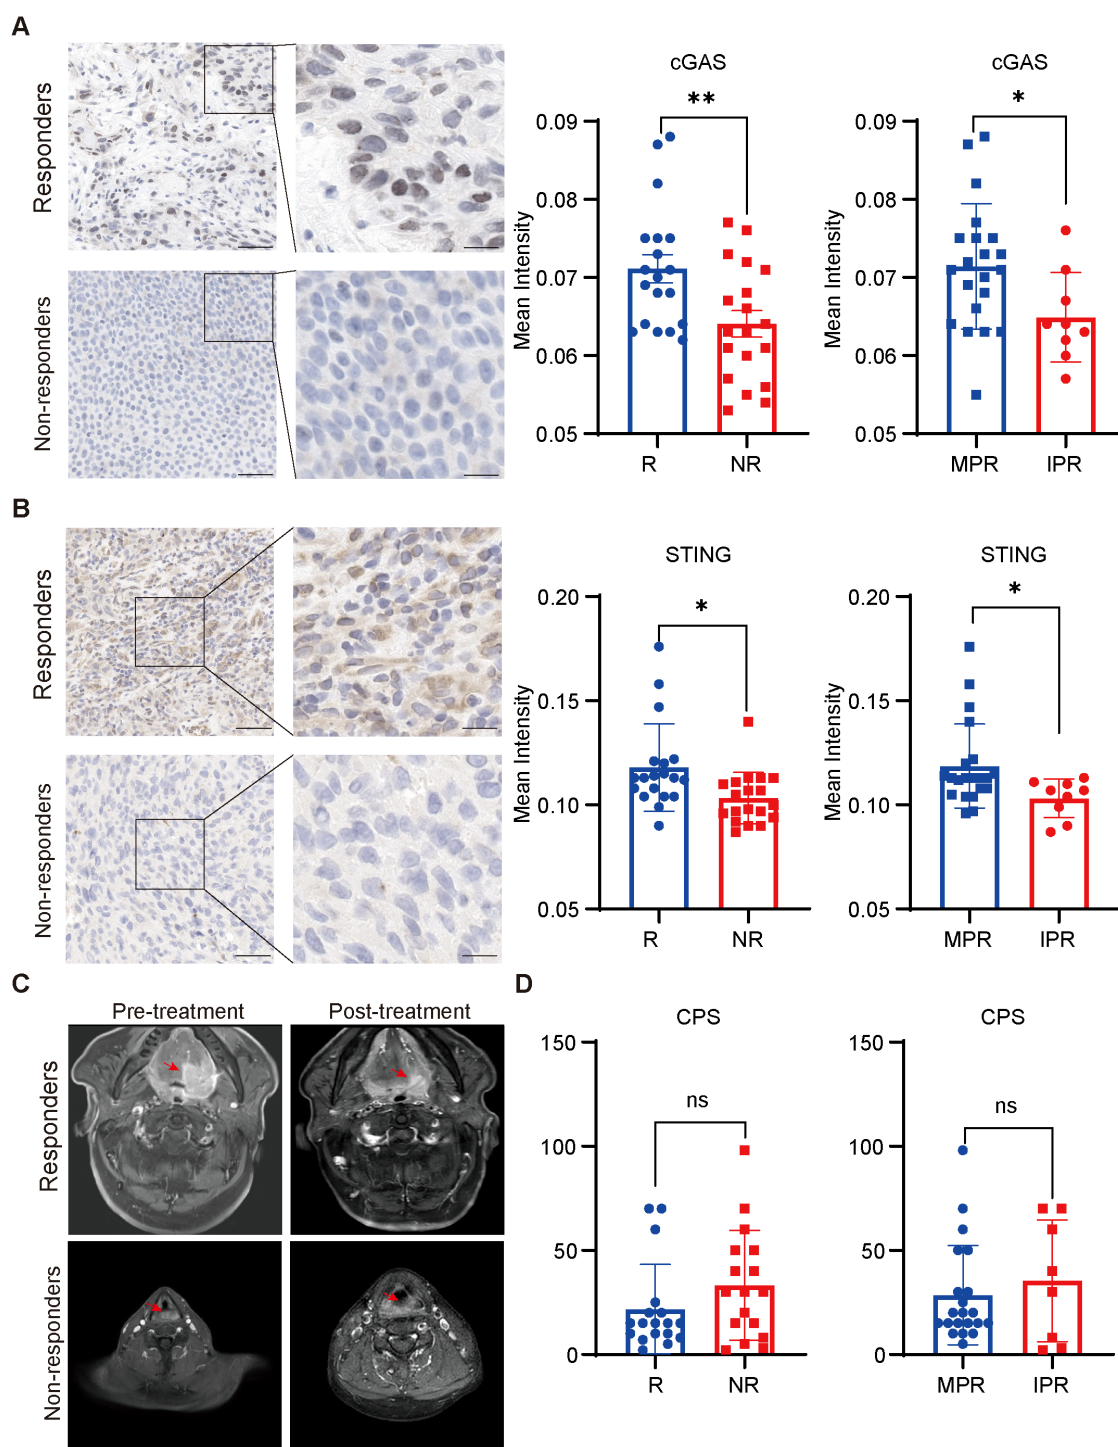 A
Responders
Non-responders
cGAS
**
Mean Intensity
0.09
0.08
0.07
0.06
0.05
R
NR
cGAS
*
Mean Intensity
0.09
0.08
0.07
0.06
0.05
MPR
IPR
B
Responders
Non-responders
STING
*
Mean Intensity
0.20
0.15
0.10
0.05
R
NR
STING
*
Mean Intensity
0.20
0.15
0.10
0.05
MPR
IPR
C
Pre-treatment
Post-treatment
Responders
Non-responders
D
CPS
ns
150
100
50
0
R
NR
CPS
ns
150
100
50
0
MPR
IPR